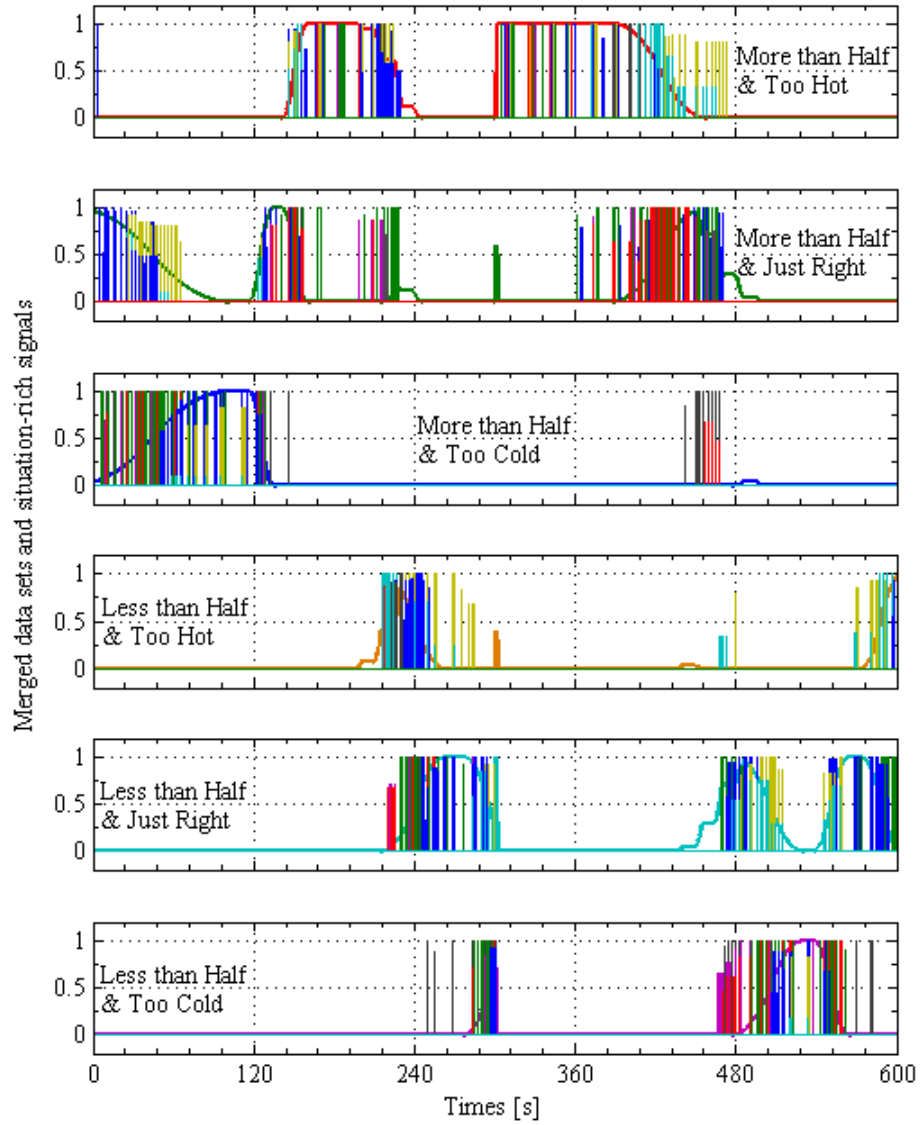 1
0.5
0
More than Half
& Too Hot
1
0.5
0
More than Half
& Just Right
1
0.5
0
More than Half
& Too Cold
1
0.5
0
Less than Half
& Too Hot
1
0.5
0
Less than Half
& Just Right
1
0.5
0
Less than Half
& Too Cold
0
120
240
360
480
600
Times [s]
Merged data sets and situation-rich signals